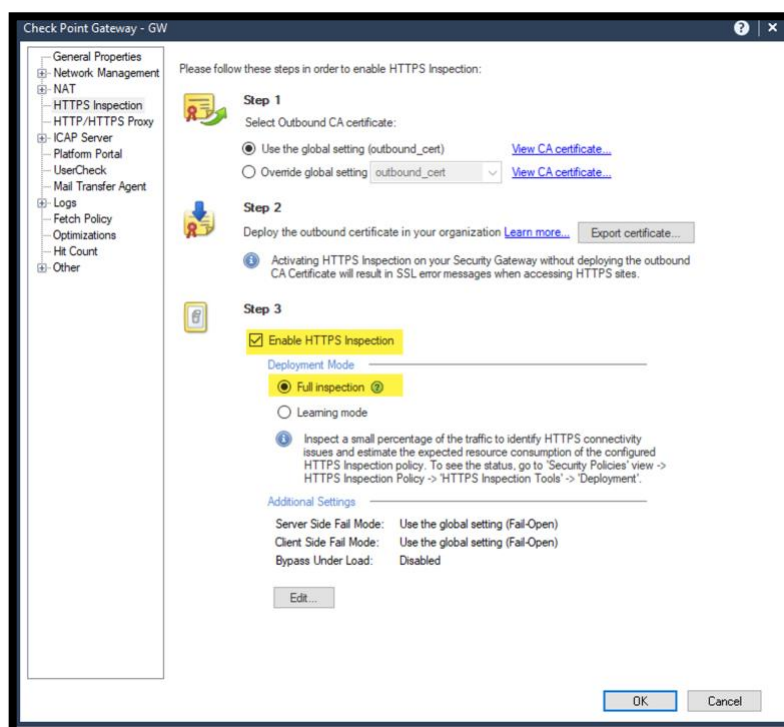 Check Point Gateway - GW
General Properties
Network Management
NAT
HTTPS Inspection
HTTP/HTTPS Proxy
ICAP Server
Platform Portal
UserCheck
Mail Transfer Agent
Logs
Fetch Policy
Optimizations
Hit Count
Other
Please follow these steps in order to enable HTTPS Inspection:
Step 1
Select Outbound CA certificate:
Use the global setting (outbound_cert) View CA certificate...
Override global setting outbound_cert View CA certificate...
Step 2
Deploy the outbound certificate in your organization Learn more... Export certificate...
Activating HTTPS Inspection on your Security Gateway without deploying the outbound
CA Certificate will result in SSL error messages when accessing HTTPS sites.
Step 3
Enable HTTPS Inspection
Deployment Mode
Full inspection
Learning mode
Inspect a small percentage of the traffic to identify HTTPS connectivity
issues and estimate the expected resource consumption of the configured
HTTPS Inspection policy. To see the status, go to 'Security Policies' view ->
HTTPS Inspection Policy -> 'HTTPS Inspection Tools' -> 'Deployment'.
Additional Settings
Server Side Fail Mode: Use the global setting (Fail-Open)
Client Side Fail Mode: Use the global setting (Fail-Open)
Bypass Under Load: Disabled
Edit...
OK Cancel